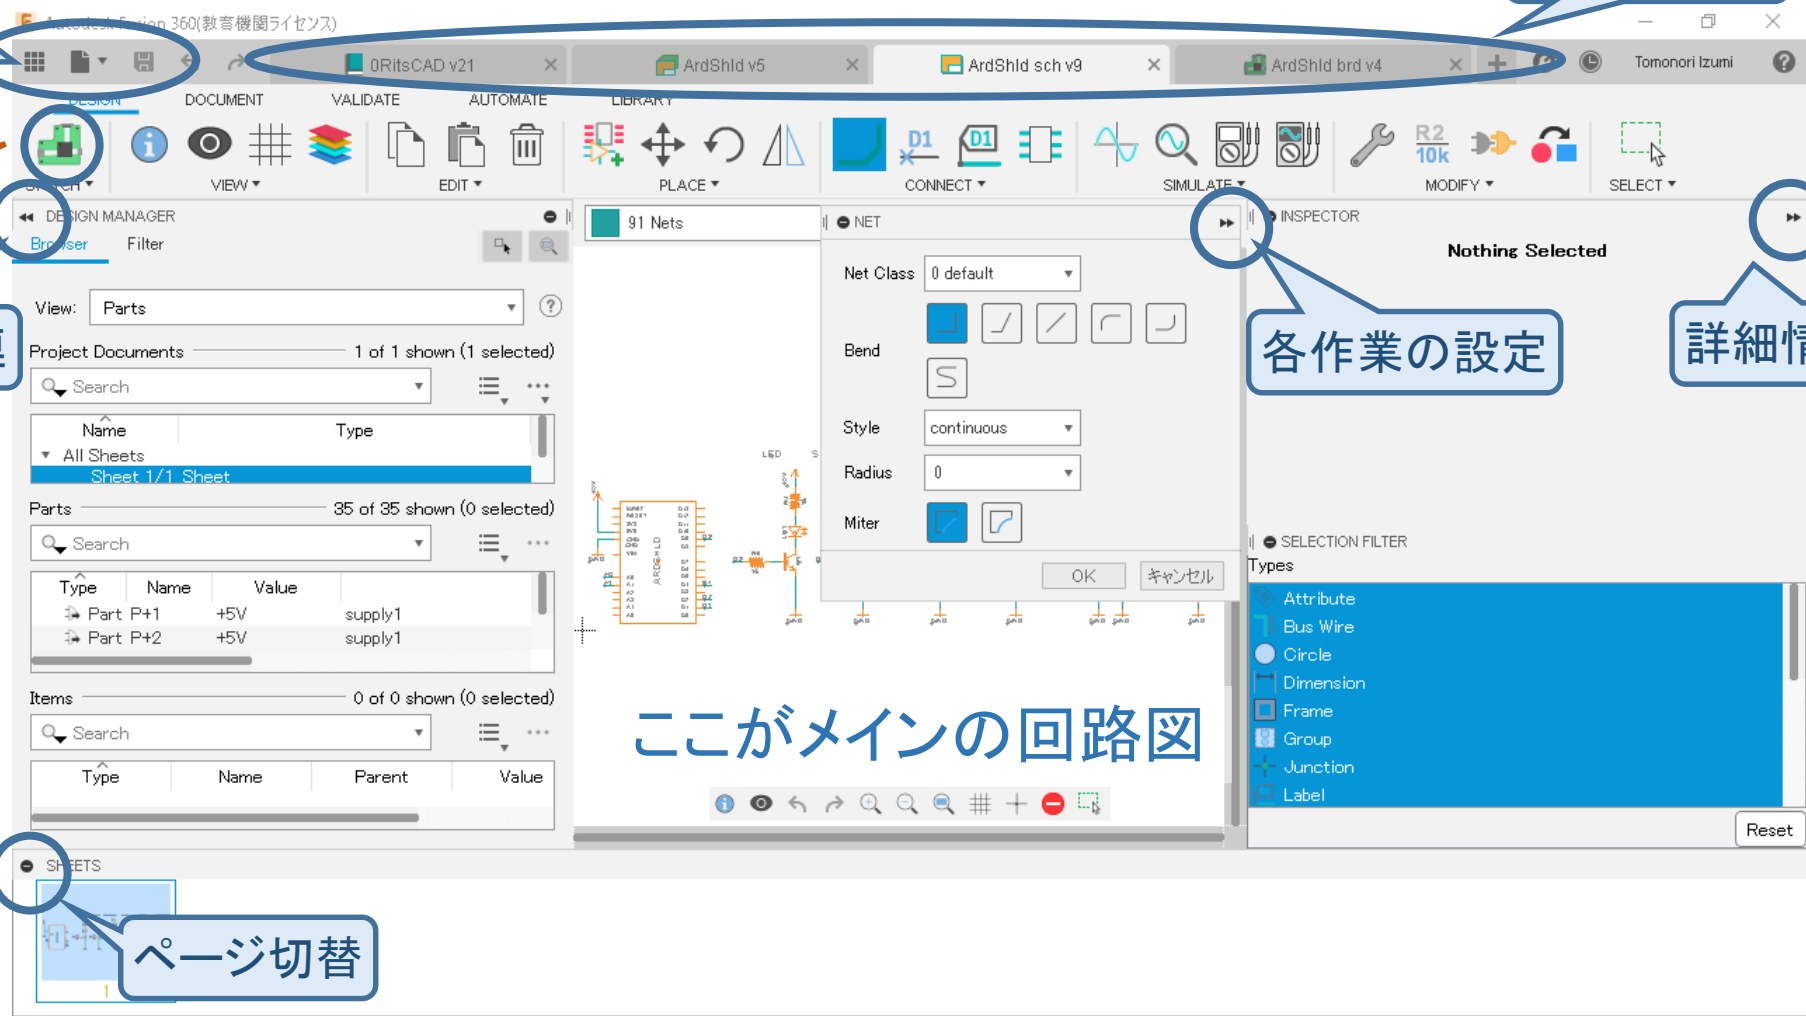 Autodesk Fusion 360(教育機関ライセンス)
0RitsCAD v21
ArdShld v5
ArdShld sch v9
ArdShld brd v4
Tomonori Izumi
DESIGN DOCUMENT VALIDATE AUTOMATE LIBRARY
D1 D1 R2 10k
SWITCH VIEW EDIT PLACE CONNECT SIMULATE MODIFY SELECT
DESIGN MANAGER
Browser Filter
View: Parts
Project Documents 1 of 1 shown (1 selected)
Search
Name Type
All Sheets
Sheet 1/1 Sheet
Parts 35 of 35 shown (0 selected)
Search
Type Name Value
Part P+1 +5V supply1
Part P+2 +5V supply1
Items 0 of 0 shown (0 selected)
Search
Type Name Parent Value
91 Nets
LED
NET
Net Class 0 default
Bend
Style continuous
Radius 0
Miter
OK キャンセル
ここがメインの回路図
INSPECTOR
Nothing Selected
各作業の設定
詳細情
SELECTION FILTER
Types
Attribute
Bus Wire
Circle
Dimension
Frame
Group
Junction
Label
Reset
SHEETS
1
ページ切替